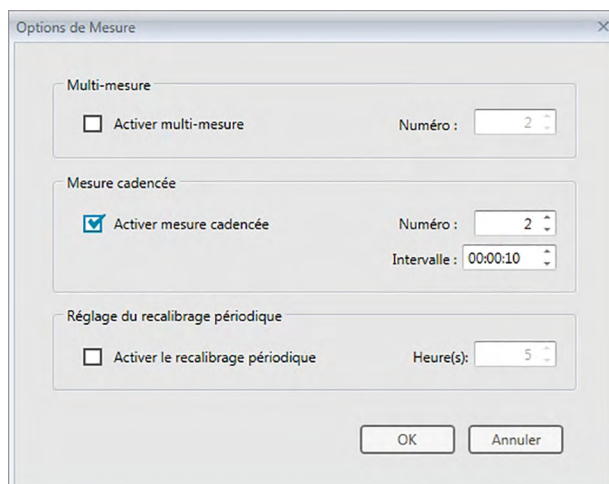 Options de Mesure
Multi-mesure
Activer multi-mesure Numéro : 2
Mesure cadencée
Activer mesure cadencée Numéro : 2
Intervalle : 00:00:10
Réglage du recalibrage périodique
Activer le recalibrage périodique Heure(s): 5
OK Annuler